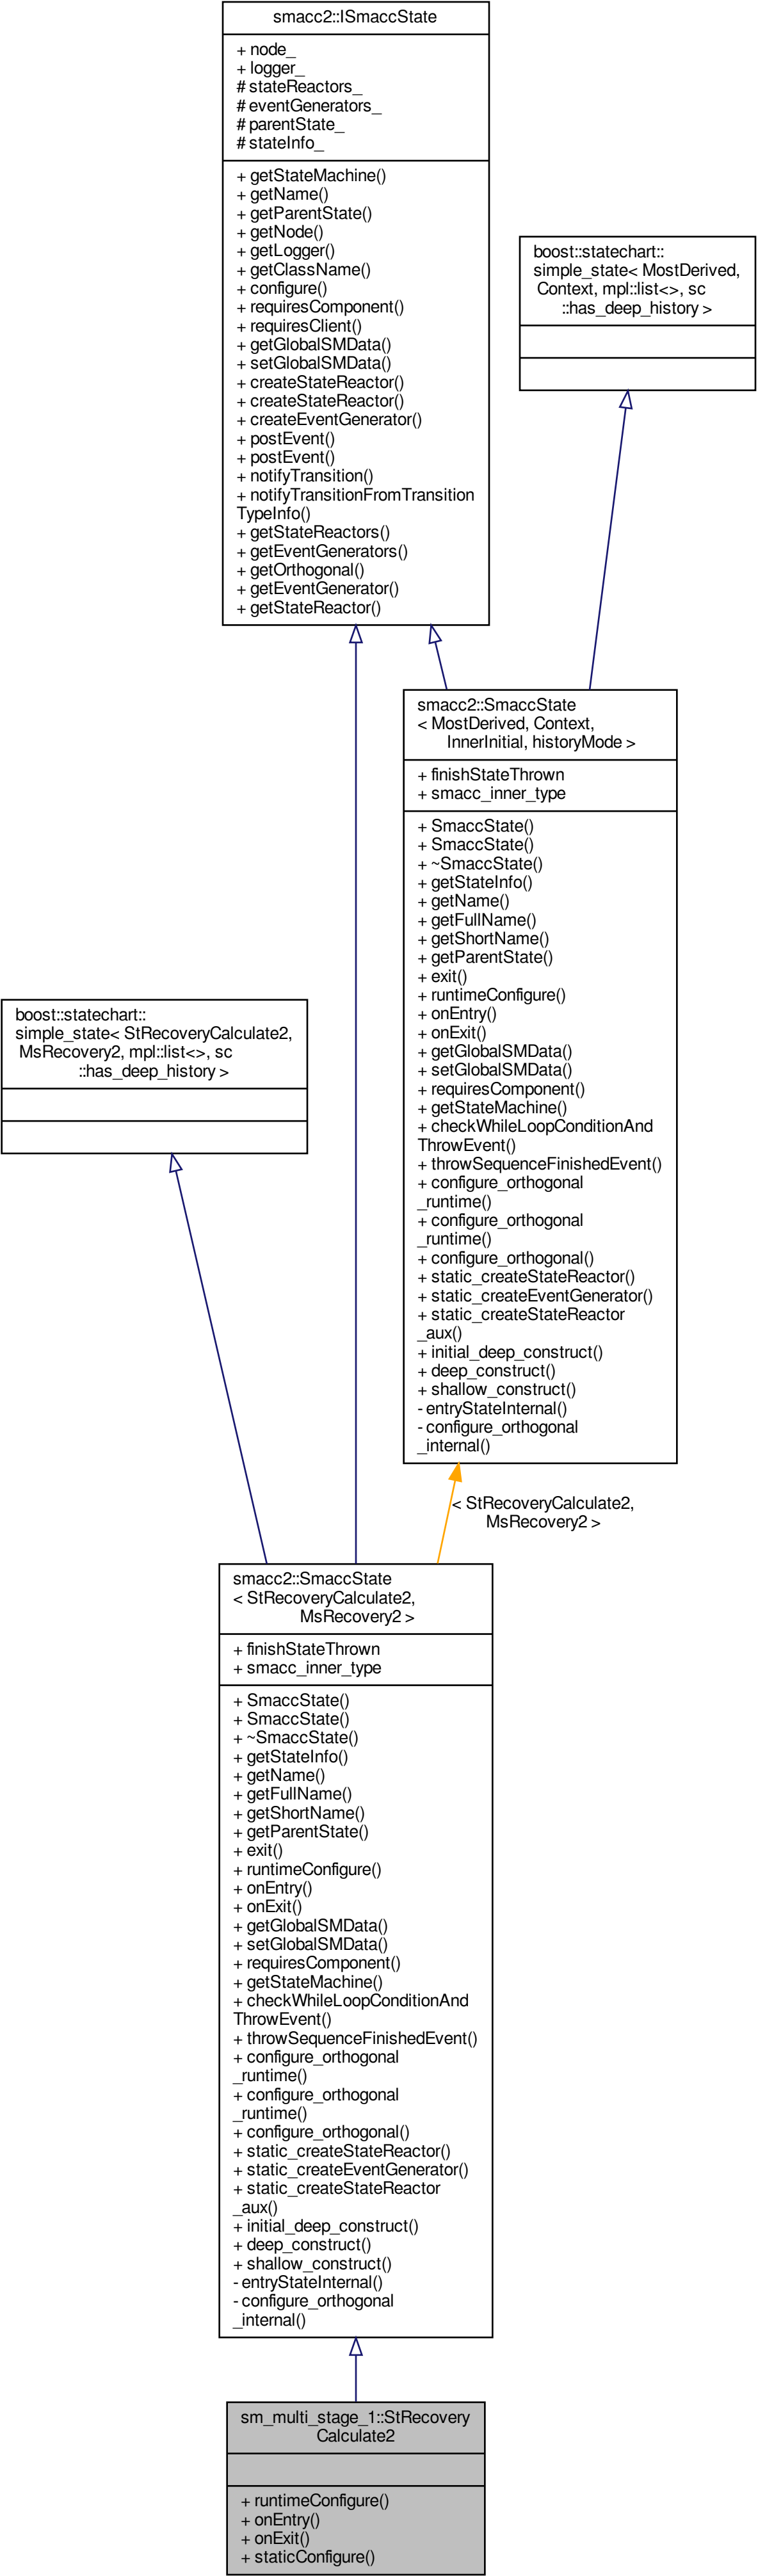 smacc2::ISmaccState
+ node_
+ logger_
# stateReactors_
# eventGenerators_
# parentState_
# stateInfo_
+ getStateMachine()
+ getName()
+ getParentState()
+ getNode()
+ getLogger()
+ getClassName()
+ configure()
+ requiresComponent()
+ requiresClient()
+ getGlobalSMData()
+ setGlobalSMData()
+ createStateReactor()
+ createStateReactor()
+ createEventGenerator()
+ postEvent()
+ postEvent()
+ notifyTransition()
+ notifyTransitionFromTransition
TypeInfo()
+ getStateReactors()
+ getEventGenerators()
+ getOrthogonal()
+ getEventGenerator()
+ getStateReactor()
boost::statechart::
simple_state< MostDerived,
Context, mpl::list<>, sc
::has_deep_history >
smacc2::SmaccState
< MostDerived, Context,
InnerInitial, historyMode >
+ finishStateThrown
+ smacc_inner_type
+ SmaccState()
+ SmaccState()
+ ~SmaccState()
+ getStateInfo()
+ getName()
+ getFullName()
+ getShortName()
+ getParentState()
+ exit()
+ runtimeConfigure()
+ onEntry()
+ onExit()
+ getGlobalSMData()
+ setGlobalSMData()
+ requiresComponent()
+ getStateMachine()
+ checkWhileLoopConditionAnd
ThrowEvent()
+ throwSequenceFinishedEvent()
+ configure_orthogonal
_runtime()
+ configure_orthogonal
_runtime()
+ configure_orthogonal()
+ static_createStateReactor()
+ static_createEventGenerator()
+ static_createStateReactor
_aux()
+ initial_deep_construct()
+ deep_construct()
+ shallow_construct()
- entryStateInternal()
- configure_orthogonal
_internal()
boost::statechart::
simple_state< StRecoveryCalculate2,
MsRecovery2, mpl::list<>, sc
::has_deep_history >
< StRecoveryCalculate2,
MsRecovery2 >
smacc2::SmaccState
< StRecoveryCalculate2,
MsRecovery2 >
+ finishStateThrown
+ smacc_inner_type
+ SmaccState()
+ SmaccState()
+ ~SmaccState()
+ getStateInfo()
+ getName()
+ getFullName()
+ getShortName()
+ getParentState()
+ exit()
+ runtimeConfigure()
+ onEntry()
+ onExit()
+ getGlobalSMData()
+ setGlobalSMData()
+ requiresComponent()
+ getStateMachine()
+ checkWhileLoopConditionAnd
ThrowEvent()
+ throwSequenceFinishedEvent()
+ configure_orthogonal
_runtime()
+ configure_orthogonal
_runtime()
+ configure_orthogonal()
+ static_createStateReactor()
+ static_createEventGenerator()
+ static_createStateReactor
_aux()
+ initial_deep_construct()
+ deep_construct()
+ shallow_construct()
- entryStateInternal()
- configure_orthogonal
_internal()
sm_multi_stage_1::StRecovery
Calculate2
+ runtimeConfigure()
+ onEntry()
+ onExit()
+ staticConfigure()